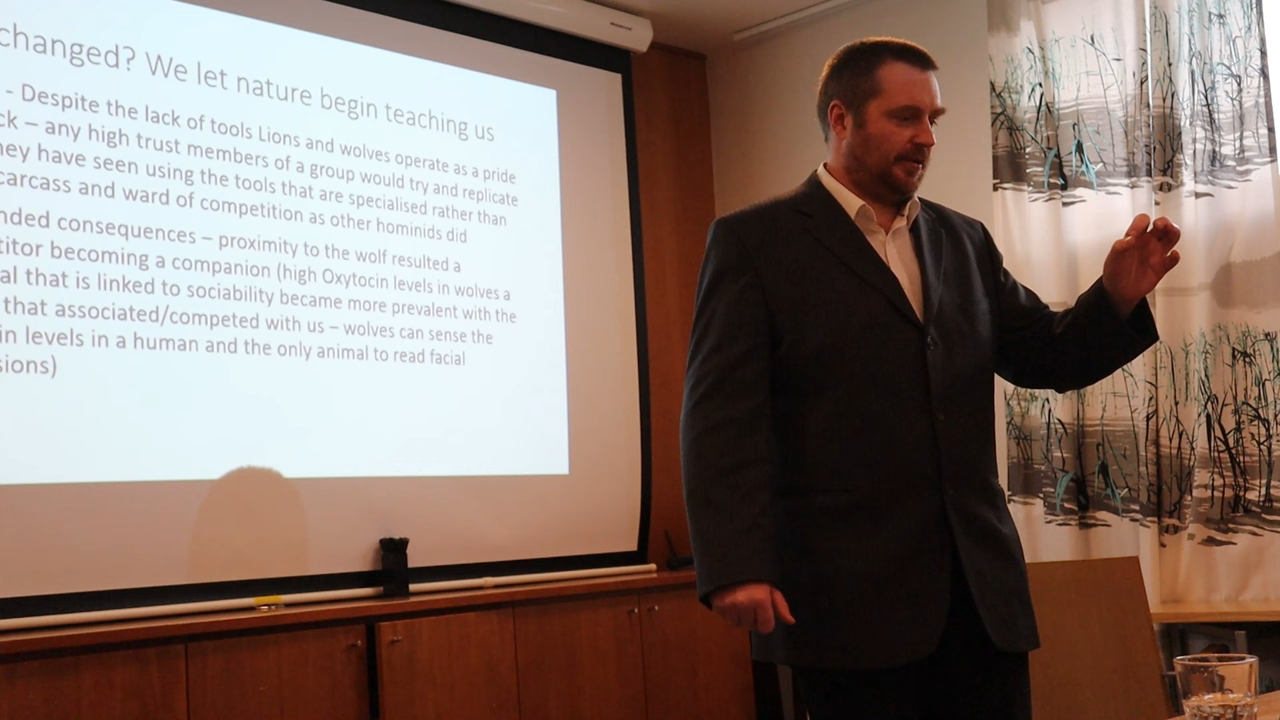 changed? We let nature begin teaching us
- Despite the lack of tools Lions and wolves operate as a pride
ck – any high trust members of a group would try and replicate
hey have seen using the tools that are specialised rather than
carcass and ward of competition as other hominids did
nded consequences – proximity to the wolf resulted a
titor becoming a companion (high Oxytocin levels in wolves a
al that is linked to sociability became more prevalent with the
that associated/competed with us – wolves can sense the
in levels in a human and the only animal to read facial
sions)